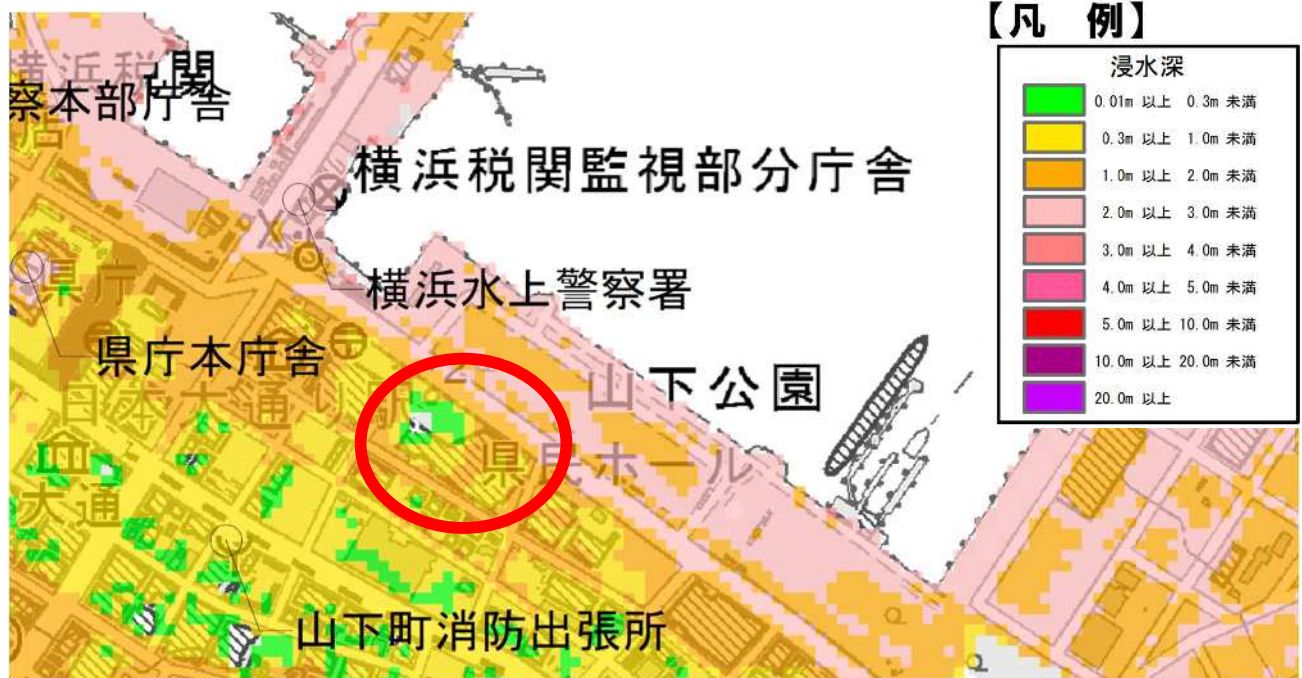 【凡 例】
浸水深
0.01m 以上 0.3m 未満
0.3m 以上 1.0m 未満
1.0m 以上 2.0m 未満
2.0m 以上 3.0m 未満
3.0m 以上 4.0m 未満
4.0m 以上 5.0m 未満
5.0m 以上 10.0m 未満
10.0m 以上 20.0m 未満
20.0m 以上
横浜税関
察本部庁舎
店
横浜税関監視部分庁舎
県庁
横浜水上警察署
県庁本庁舎
日本大通り駅
山下公園
県民ホール
大通
山下町消防出張所